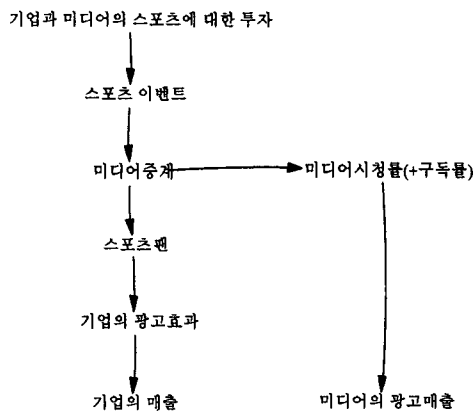 기업과 미디어의 스포츠에 대한 투자
스포츠 이벤트
미디어중계
미디어시청률(+구독률)
스포츠팬
기업의 광고효과
기업의 매출
미디어의 광고매출